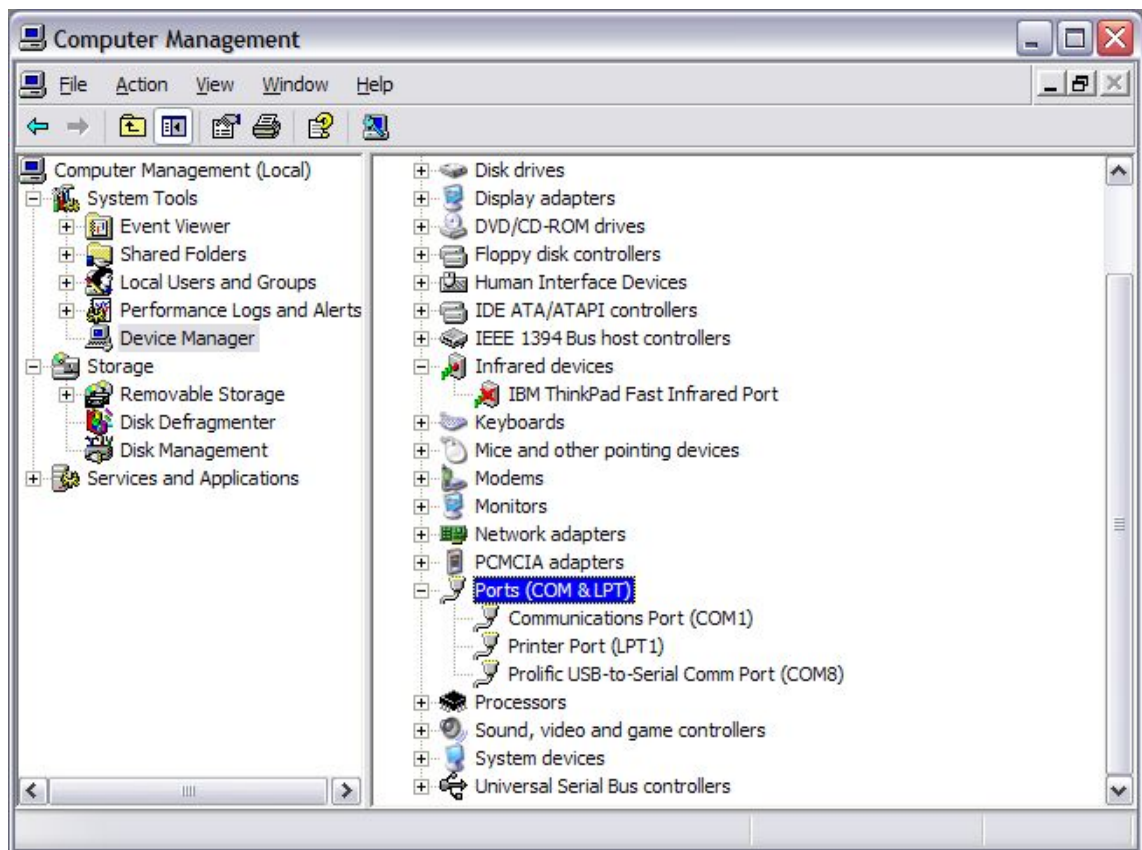 Computer Management
File Action View Window Help
Computer Management (Local)
System Tools
Event Viewer
Shared Folders
Local Users and Groups
Performance Logs and Alerts
Device Manager
Storage
Removable Storage
Disk Defragmenter
Disk Management
Services and Applications
Disk drives
Display adapters
DVD/CD-ROM drives
Floppy disk controllers
Human Interface Devices
IDE ATA/ATAPI controllers
IEEE 1394 Bus host controllers
Infrared devices
IBM ThinkPad Fast Infrared Port
Keyboards
Mice and other pointing devices
Modems
Monitors
Network adapters
PCMCIA adapters
Ports (COM & LPT)
Communications Port (COM1)
Printer Port (LPT1)
Prolific USB-to-Serial Comm Port (COM8)
Processors
Sound, video and game controllers
System devices
Universal Serial Bus controllers